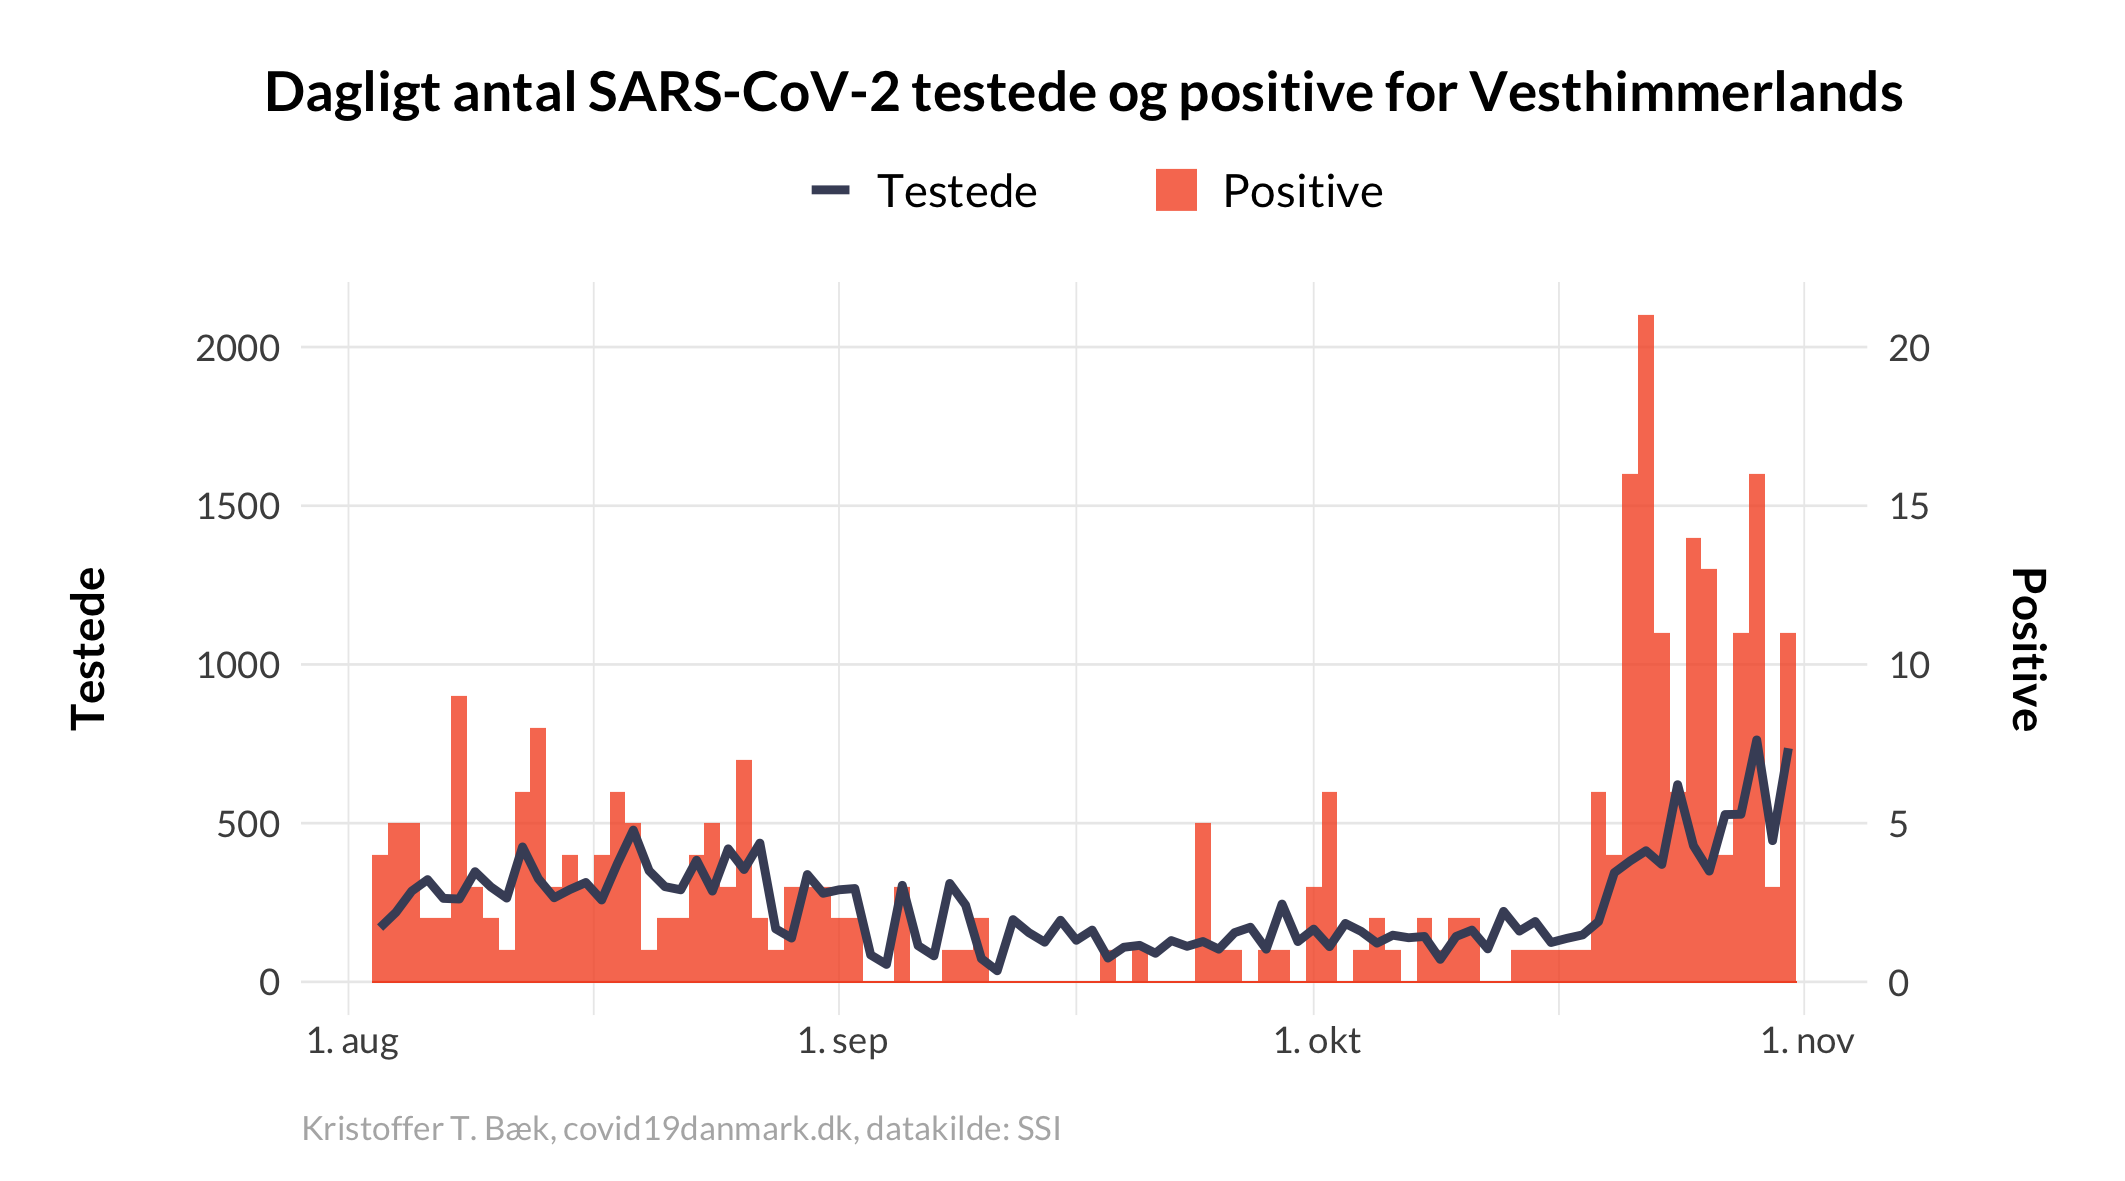 Dagligt antal SARS-CoV-2 testede og positive for Vesthimmerlands
Testede
Positive
Testede
2000
1500
1000
500
0
20
15
10
5
0
Positive
1. aug
1. sep
1. okt
1. nov
Kristoffer T. Bæk, covid19danmark.dk, datakilde: SSI